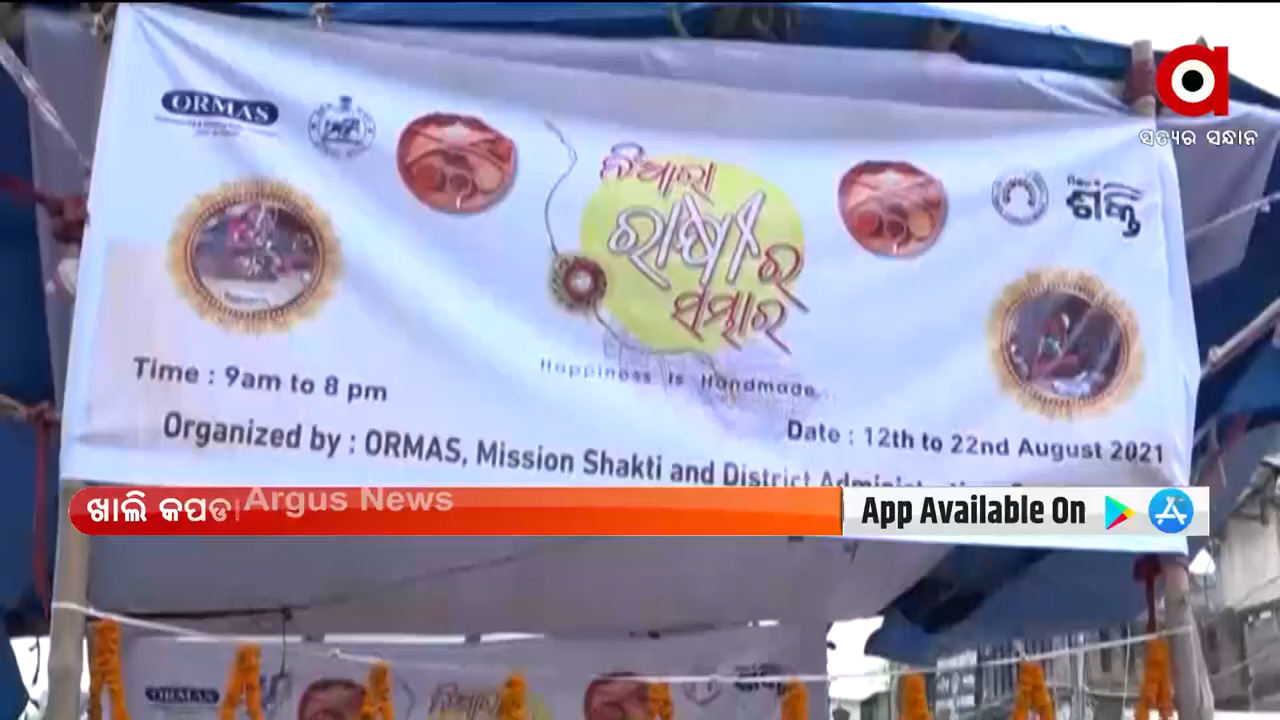 ORMAS
ନିଆରା
ରାଖୀର
ସମ୍ଭାର
Happiness is Handmade...
ଶକ୍ତି
ସତ୍ୟର ସନ୍ଧାନ
Time : 9am to 8 pm
Date : 12th to 22nd August 2021
Organized by : ORMAS, Mission Shakti and District
ଖାଲି କପଡା
Argus News
App Available On
ORMAS